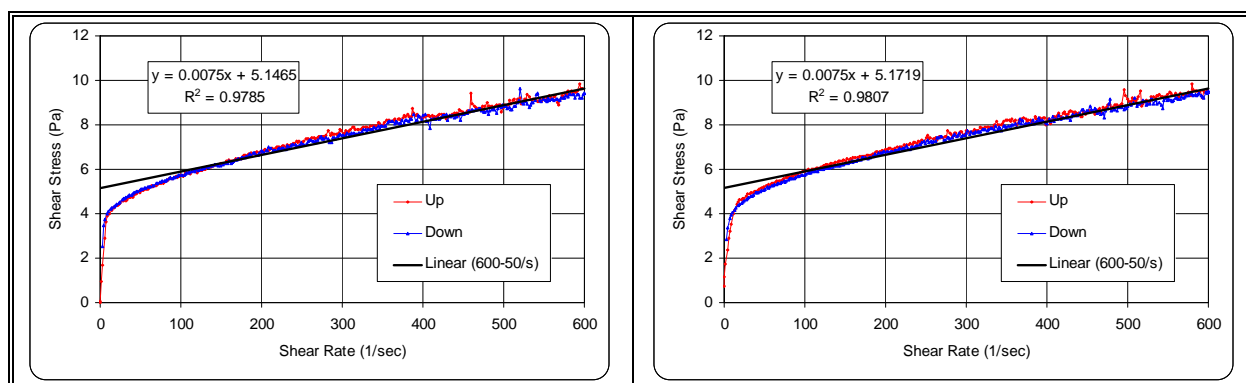 12
10
8
6
4
2
0
Shear Stress (Pa)
y = 0.0075x + 5.1465
R² = 0.9785
Up
Down
Linear (600-50/s)
0 100 200 300 400 500 600
Shear Rate (1/sec)
12
10
8
6
4
2
0
Shear Stress (Pa)
y = 0.0075x + 5.1719
R² = 0.9807
Up
Down
Linear (600-50/s)
0 100 200 300 400 500 600
Shear Rate (1/sec)